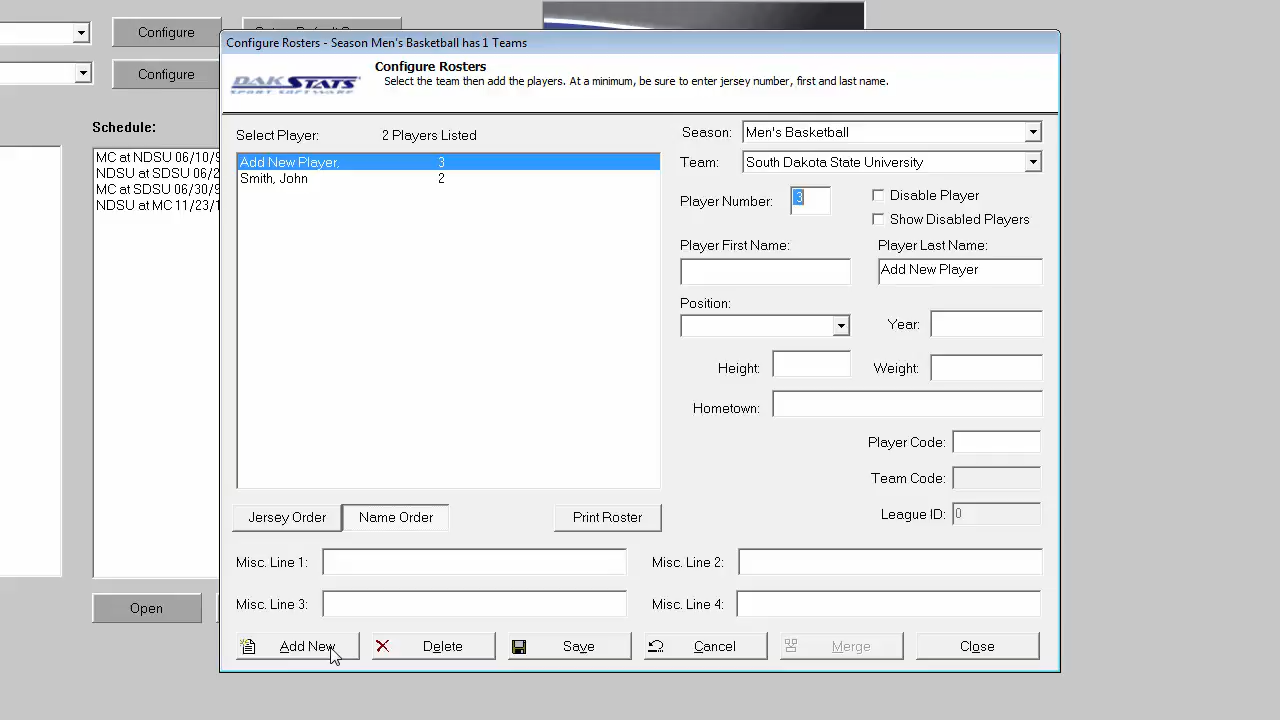 Configure
Configure
Schedule:
MC at NDSU 06/10/9
NDSU at SDSU 06/2
MC at SDSU 06/30/9
NDSU at MC 11/23/1
Open
Configure Rosters - Season Men's Basketball has 1 Teams
DAKSTATS
SPORT SOFTWARE
Configure Rosters
Select the team then add the players. At a minimum, be sure to enter the number, first and last name.
Select Player: 2 Players Listed
Add New Player, 3
Smith, John 2
Season: Men's Basketball
Team: South Dakota State University
Player Number: 3
Disable Player
Show Disabled Players
Player First Name: Player Last Name:
Add New Player
Position:
Year:
Height: Weight:
Hometown:
Player Code:
Team Code:
League ID: 0
Jersey Order Name Order Print Roster
Misc. Line 1: Misc. Line 2:
Misc. Line 3: Misc. Line 4:
Add New Delete Save Cancel Merge Close